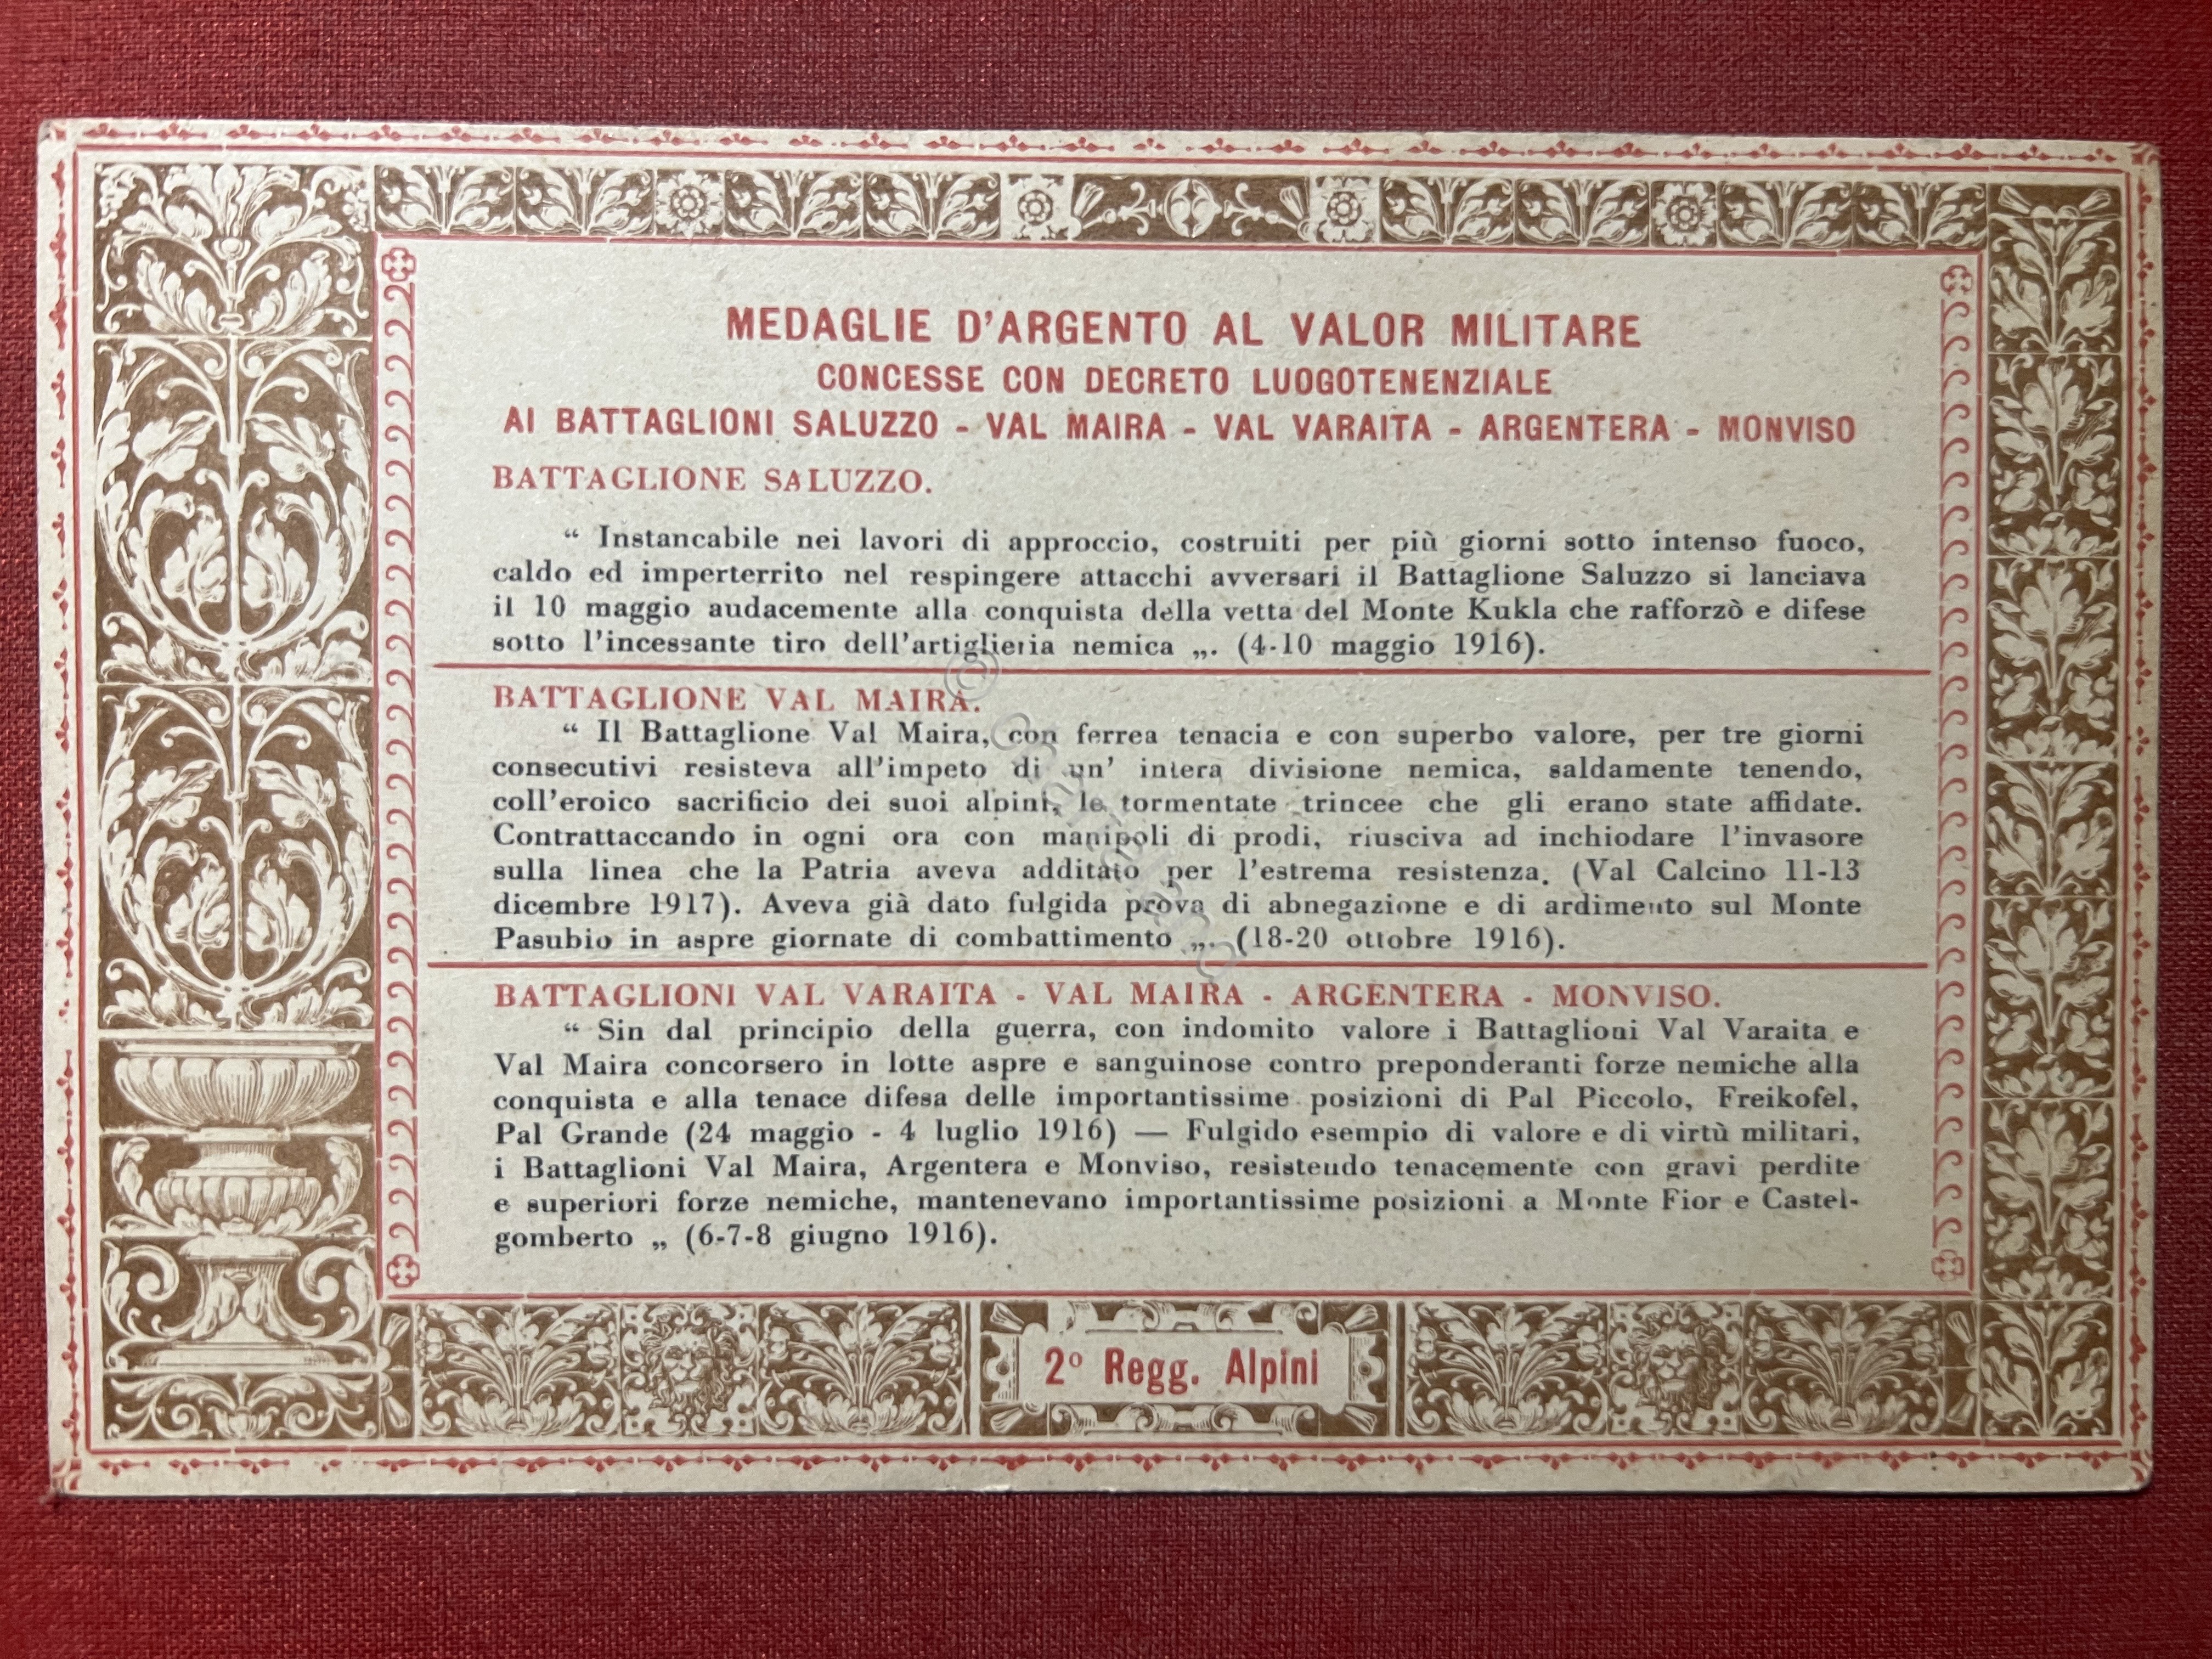 MEDAGLIE D'ARGENTO AL VALOR MILITARE
CONCESSE CON DECRETO LUOGOTENENZIALE
AI BATTAGLIONI SALUZZO - VAL MAIRA - VAL VARAITA - ARGENTERA - MONVISO
BATTAGLIONE SALUZZO.
“ Instancabile nei lavori di approccio, costruiti per più giorni sotto intenso fuoco,
caldo ed imperterrito nel respingere attacchi avversari il Battaglione Saluzzo si lanciava
il 10 maggio audacemente alla conquista della vetta del Monte Kukla che rafforzò e difese
sotto l'incessante tiro dell'artiglieria nemica „. (4-10 maggio 1916).
BATTAGLIONE VAL MAIRA.
“ Il Battaglione Val Maira, con ferrea tenacia e con superbo valore, per tre giorni
consecutivi resisteva all'impeto di un' intera divisione nemica, saldamente tenendo,
coll'eroico sacrificio dei suoi alpini, le tormentate trincee che gli erano state affidate.
Contrattaccando in ogni ora con manipoli di prodi, riusciva ad inchiodare l'invasore
sulla linea che la Patria aveva additato per l'estrema resistenza. (Val Calcino 11-13
dicembre 1917). Aveva già dato fulgida prova di abnegazione e di ardimento sul Monte
Pasubio in aspre giornate di combattimento „. (18-20 ottobre 1916).
BATTAGLIONI VAL VARAITA - VAL MAIRA - ARGENTERA - MONVISO.
“ Sin dal principio della guerra, con indomito valore i Battaglioni Val Varaita e
Val Maira concorsero in lotte aspre e sanguinose contro preponderanti forze nemiche alla
conquista e alla tenace difesa delle importantissime posizioni di Pal Piccolo, Freikofel,
Pal Grande (24 maggio - 4 luglio 1916) — Fulgido esempio di valore e di virtù militari,
i Battaglioni Val Maira, Argentera e Monviso, resistendo tenacemente con gravi perdite
e superiori forze nemiche, mantenevano importantissime posizioni a Monte Fior e Castel-
gomberto „ (6-7-8 giugno 1916).
2º Regg. Alpini